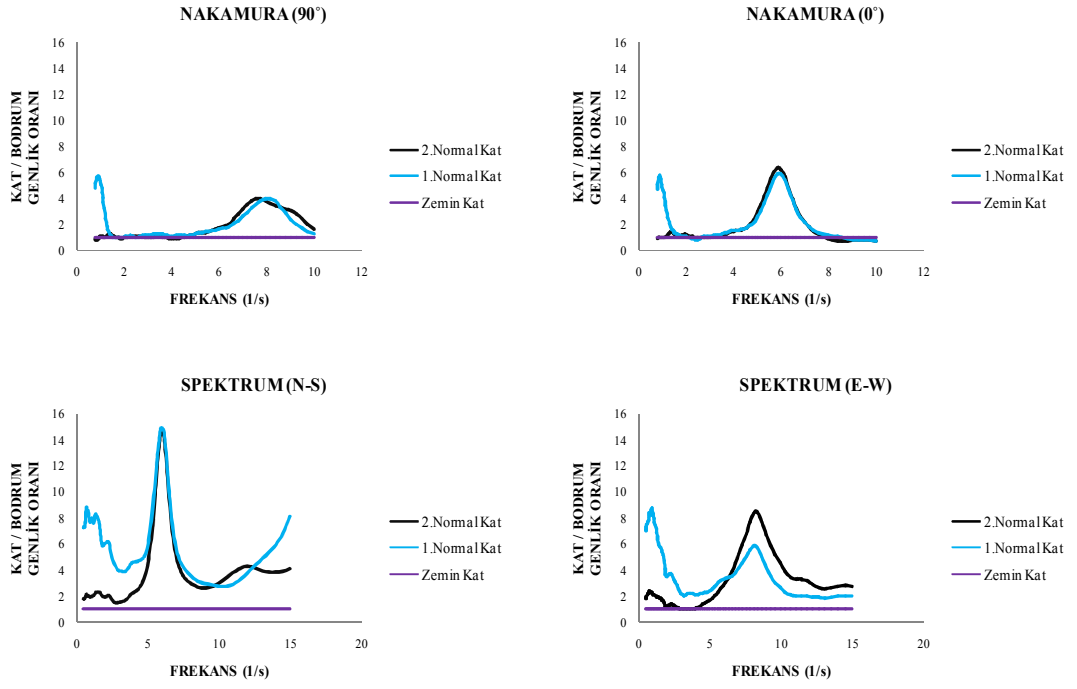 NAKAMURA (90˚)
KAT / BODRUM
GENLİK ORANI
16
14
12
10
8
6
4
2
0
0 2 4 6 8 10 12
FREKANS (1/s)
2.Normal Kat
1.Normal Kat
Zemin Kat
NAKAMURA (0˚)
KAT / BODRUM
GENLİK ORANI
16
14
12
10
8
6
4
2
0
0 2 4 6 8 10 12
FREKANS (1/s)
2.Normal Kat
1.Normal Kat
Zemin Kat
SPEKTRUM (N-S)
KAT / BODRUM
GENLİK ORANI
16
14
12
10
8
6
4
2
0
0 5 10 15 20
FREKANS (1/s)
2.Normal Kat
1.Normal Kat
Zemin Kat
SPEKTRUM (E-W)
KAT / BODRUM
GENLİK ORANI
16
14
12
10
8
6
4
2
0
0 5 10 15 20
FREKANS (1/s)
2.Normal Kat
1.Normal Kat
Zemin Kat